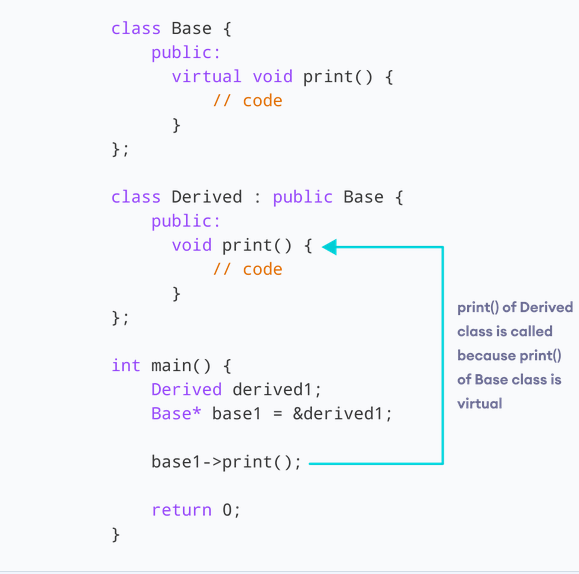 class Base {
    public:
      virtual void print() {
          // code
      }
};

class Derived : public Base {
    public:
      void print() {
          // code
      }
};

int main() {
    Derived derived1;
    Base* base1 = &derived1;

    base1->print();

    return 0;
}
print() of Derived
class is called
because print()
of Base class is
virtual